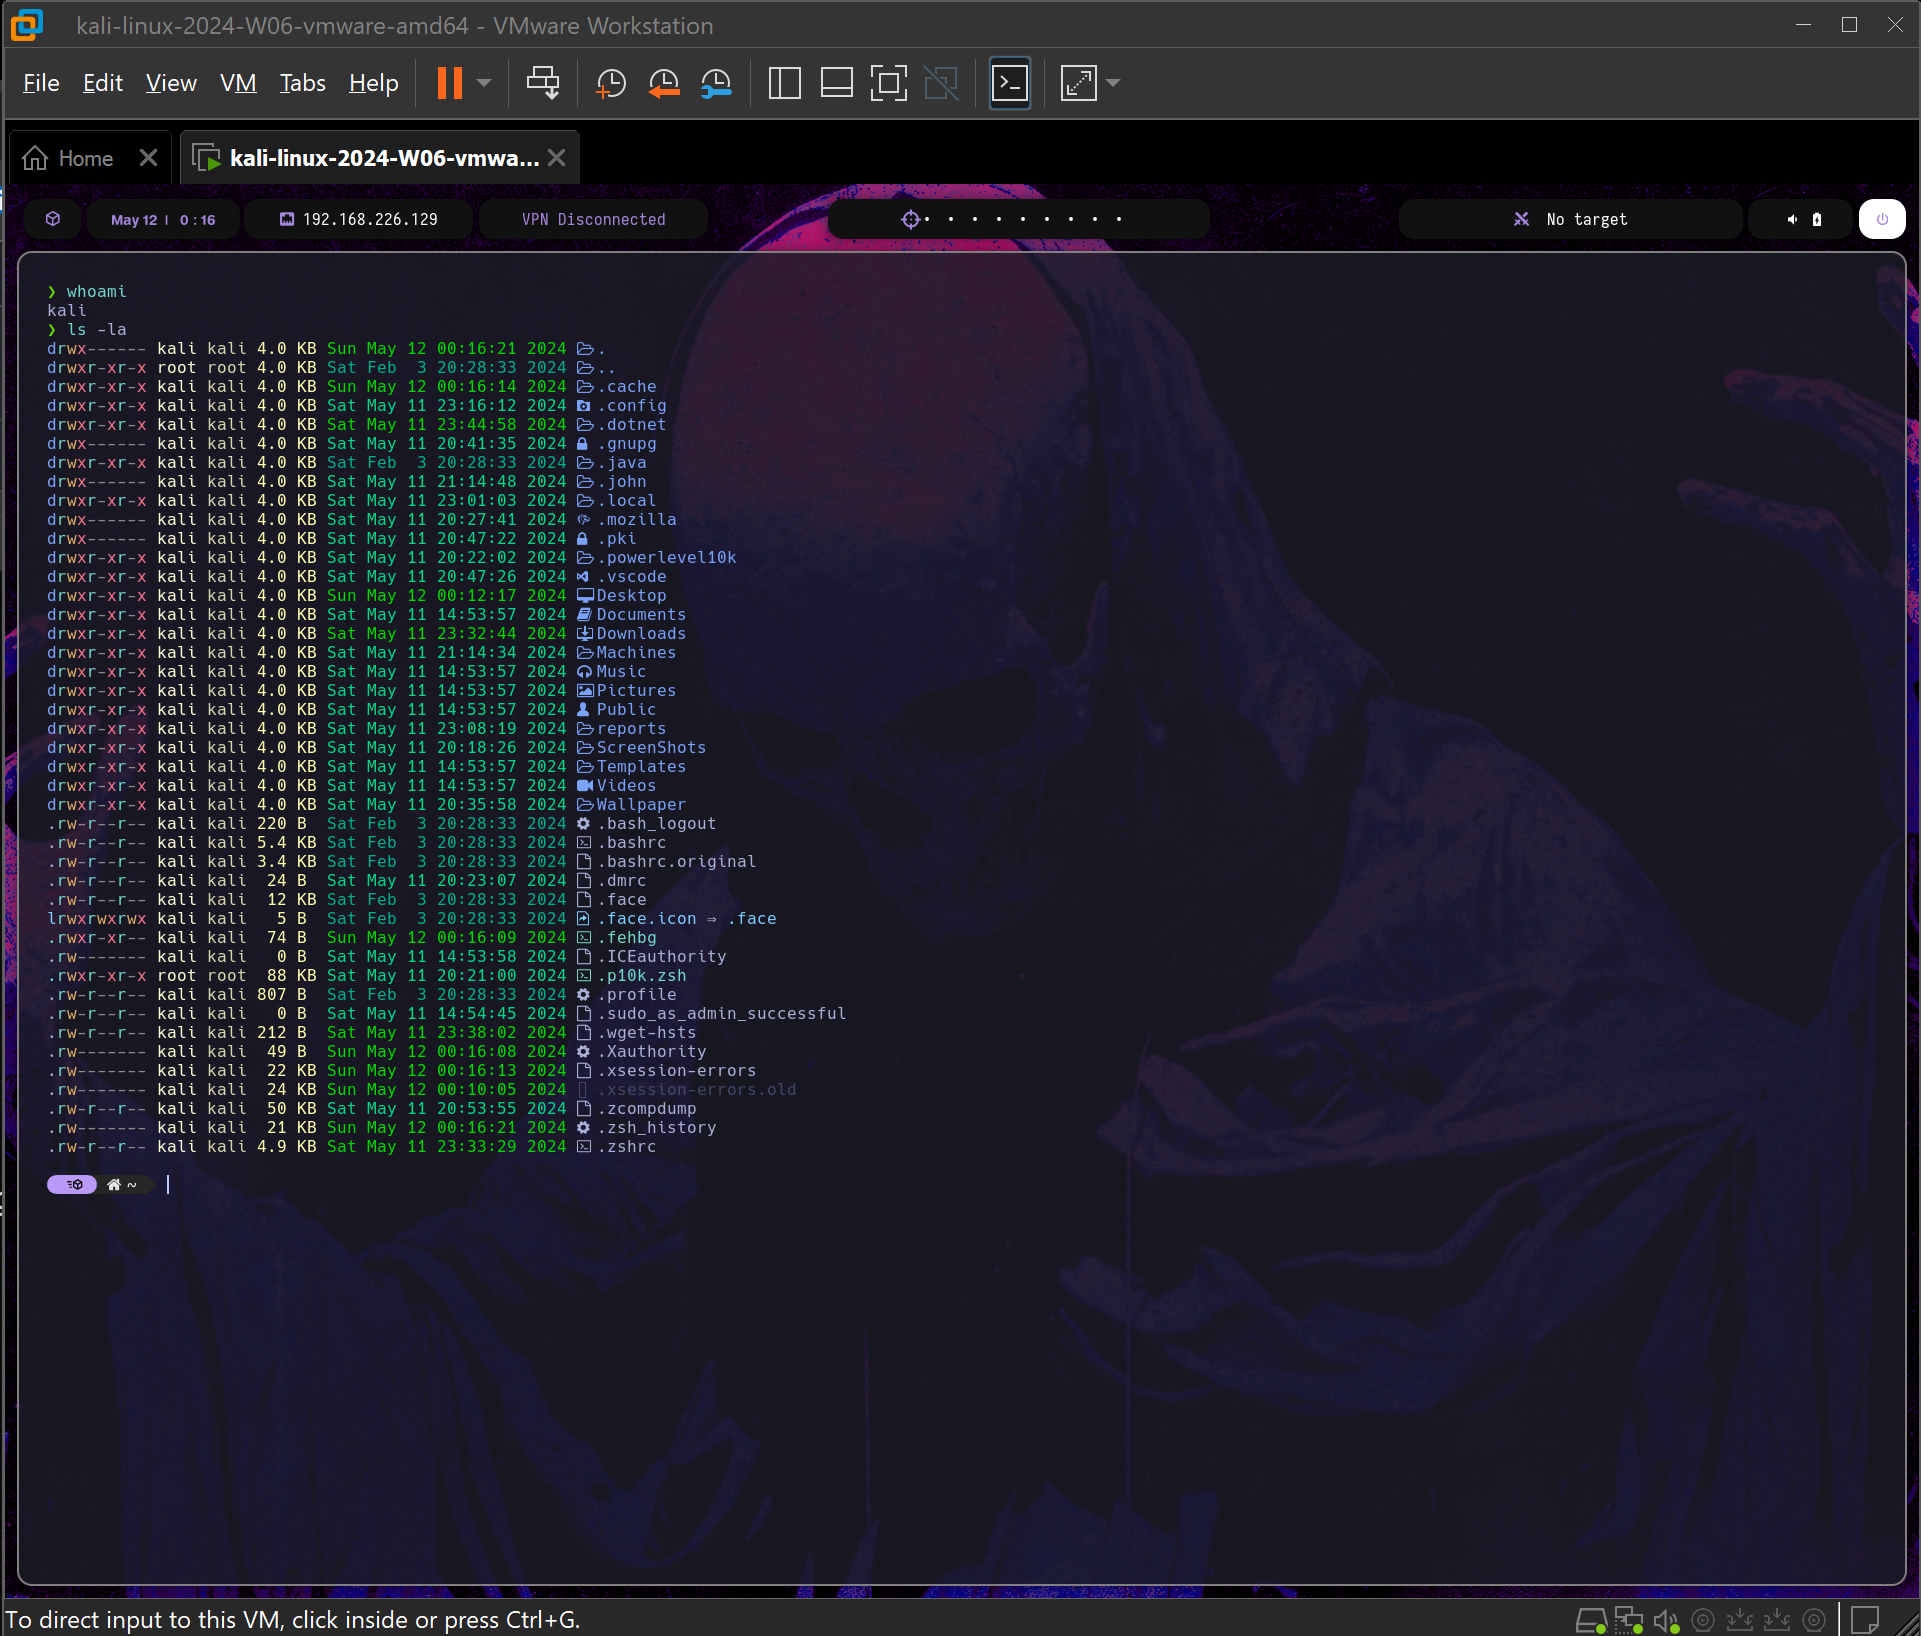 kali-linux-2024-W06-vmware-amd64 - VMware Workstation
File Edit View VM Tabs Help
Home kali-linux-2024-W06-vmwa...
May 12 | 0 : 16 192.168.226.129 VPN Disconnected No target
❯ whoami
kali
❯ ls -la
drwx------ kali kali 4.0 KB Sun May 12 00:16:21 2024 .
drwxr-xr-x root root 4.0 KB Sat Feb  3 20:28:33 2024 ..
drwxr-xr-x kali kali 4.0 KB Sun May 12 00:16:14 2024 .cache
drwxr-xr-x kali kali 4.0 KB Sat May 11 23:16:12 2024 .config
drwxr-xr-x kali kali 4.0 KB Sat May 11 23:44:58 2024 .dotnet
drwx------ kali kali 4.0 KB Sat May 11 20:41:35 2024 .gnupg
drwxr-xr-x kali kali 4.0 KB Sat Feb  3 20:28:33 2024 .java
drwx------ kali kali 4.0 KB Sat May 11 21:14:48 2024 .john
drwxr-xr-x kali kali 4.0 KB Sat May 11 23:01:03 2024 .local
drwx------ kali kali 4.0 KB Sat May 11 20:27:41 2024 .mozilla
drwx------ kali kali 4.0 KB Sat May 11 20:47:22 2024 .pki
drwxr-xr-x kali kali 4.0 KB Sat May 11 20:22:02 2024 .powerlevel10k
drwxr-xr-x kali kali 4.0 KB Sat May 11 20:47:26 2024 .vscode
drwxr-xr-x kali kali 4.0 KB Sun May 12 00:12:17 2024 Desktop
drwxr-xr-x kali kali 4.0 KB Sat May 11 14:53:57 2024 Documents
drwxr-xr-x kali kali 4.0 KB Sat May 11 23:32:44 2024 Downloads
drwxr-xr-x kali kali 4.0 KB Sat May 11 21:14:34 2024 Machines
drwxr-xr-x kali kali 4.0 KB Sat May 11 14:53:57 2024 Music
drwxr-xr-x kali kali 4.0 KB Sat May 11 14:53:57 2024 Pictures
drwxr-xr-x kali kali 4.0 KB Sat May 11 14:53:57 2024 Public
drwxr-xr-x kali kali 4.0 KB Sat May 11 23:08:19 2024 reports
drwxr-xr-x kali kali 4.0 KB Sat May 11 20:18:26 2024 ScreenShots
drwxr-xr-x kali kali 4.0 KB Sat May 11 14:53:57 2024 Templates
drwxr-xr-x kali kali 4.0 KB Sat May 11 14:53:57 2024 Videos
drwxr-xr-x kali kali 4.0 KB Sat May 11 20:35:58 2024 Wallpaper
.rw-r--r-- kali kali 220 B  Sat Feb  3 20:28:33 2024 .bash_logout
.rw-r--r-- kali kali 5.4 KB Sat Feb  3 20:28:33 2024 .bashrc
.rw-r--r-- kali kali 3.4 KB Sat Feb  3 20:28:33 2024 .bashrc.original
.rw-r--r-- kali kali  24 B  Sat May 11 20:23:07 2024 .dmrc
.rw-r--r-- kali kali  12 KB Sat Feb  3 20:28:33 2024 .face
lrwxrwxrwx kali kali   5 B  Sat Feb  3 20:28:33 2024 .face.icon ⇒ .face
.rwxr-xr-- kali kali  74 B  Sun May 12 00:16:09 2024 .fehbg
.rw------- kali kali   0 B  Sat May 11 14:53:58 2024 .ICEauthority
.rwxr-xr-x root root  88 KB Sat May 11 20:21:00 2024 .p10k.zsh
.rw-r--r-- kali kali 807 B  Sat Feb  3 20:28:33 2024 .profile
.rw-r--r-- kali kali   0 B  Sat May 11 14:54:45 2024 .sudo_as_admin_successful
.rw-r--r-- kali kali 212 B  Sat May 11 23:38:02 2024 .wget-hsts
.rw------- kali kali  49 B  Sun May 12 00:16:08 2024 .Xauthority
.rw------- kali kali  22 KB Sun May 12 00:16:13 2024 .xsession-errors
.rw------- kali kali  24 KB Sun May 12 00:10:05 2024 .xsession-errors.old
.rw-r--r-- kali kali  50 KB Sat May 11 20:53:55 2024 .zcompdump
.rw------- kali kali  21 KB Sun May 12 00:16:21 2024 .zsh_history
.rw-r--r-- kali kali 4.9 KB Sat May 11 23:33:29 2024 .zshrc
~
To direct input to this VM, click inside or press Ctrl+G.